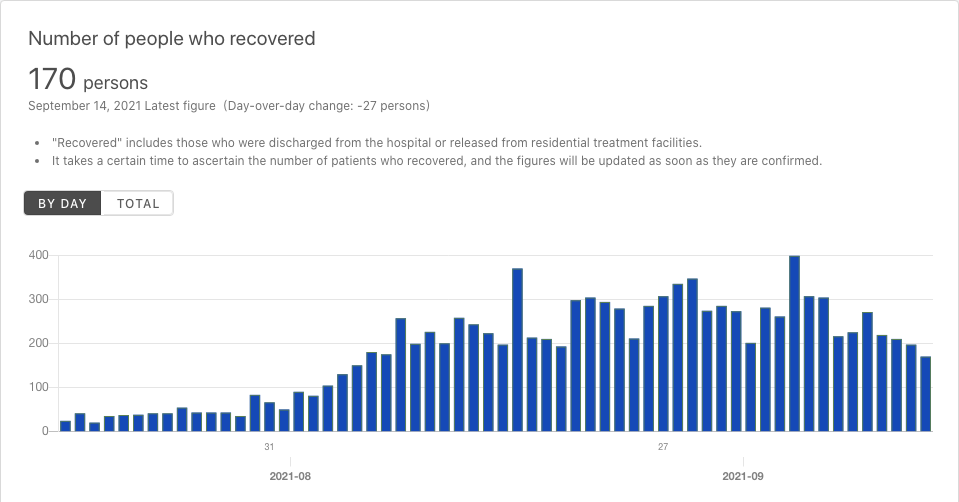 Number of people who recovered
170 persons
September 14, 2021 Latest figure (Day-over-day change: -27 persons)
• "Recovered" includes those who were discharged from the hospital or released from residential treatment facilities.
• It takes a certain time to ascertain the number of patients who recovered, and the figures will be updated as soon as they are confirmed.
BY DAY TOTAL
400
300
200
100
0
31 27
2021-08 2021-09